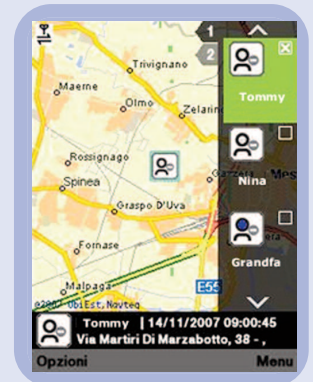 1
2
Trivignano
Tommy
Maerne
Olmo
Zelarin
Rossignago
Spinea
Nina
Graspo D'Uva
Fornase
Grandfa
Malpaga
E55
Tommy | 14/11/2007 09:00:45
Via Martiri Di Marzabotto, 38 - ,
Opzioni Menu